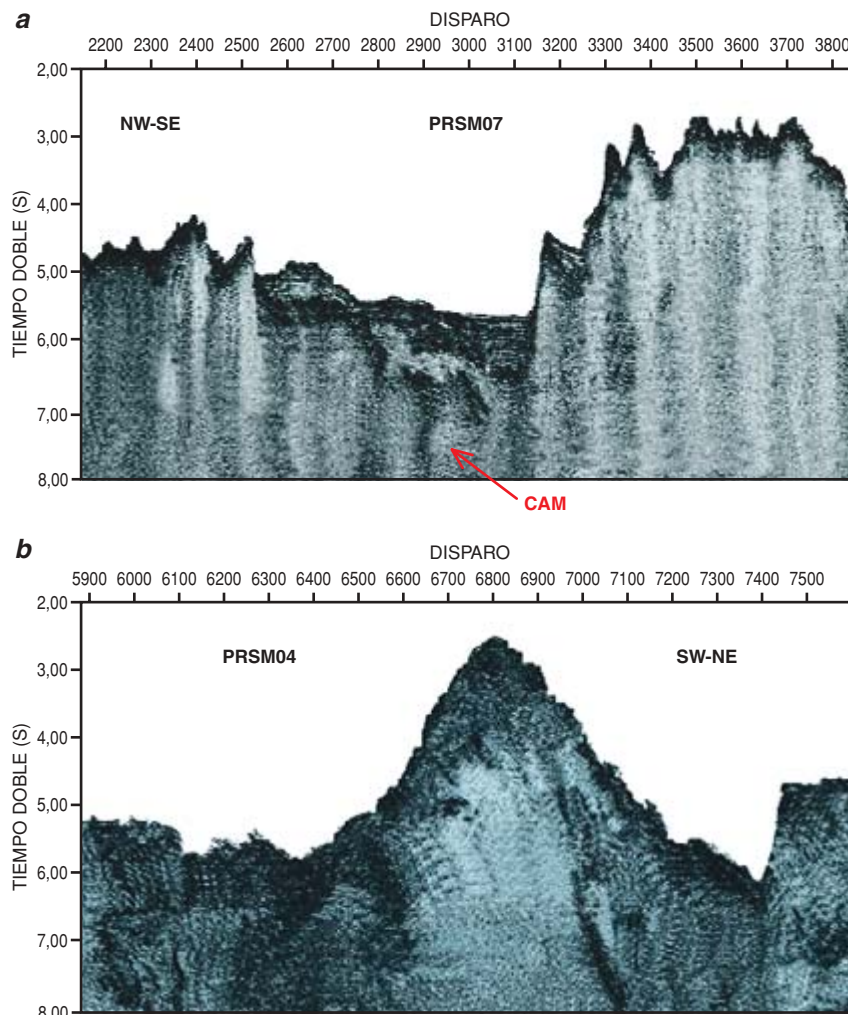 a
DISPARO
2200 2300 2400 2500 2600 2700 2800 2900 3000 3100 3200 3300 3400 3500 3600 3700 3800
2,00
NW-SE PRSM07
3,00
4,00
TIEMPO DOBLE (S)
5,00
6,00
7,00
8,00
CAM
b
DISPARO
5900 6000 6100 6200 6300 6400 6500 6600 6700 6800 6900 7000 7100 7200 7300 7400 7500
2,00
PRSM04 SW-NE
3,00
4,00
TIEMPO DOBLE (S)
5,00
6,00
7,00
8,00